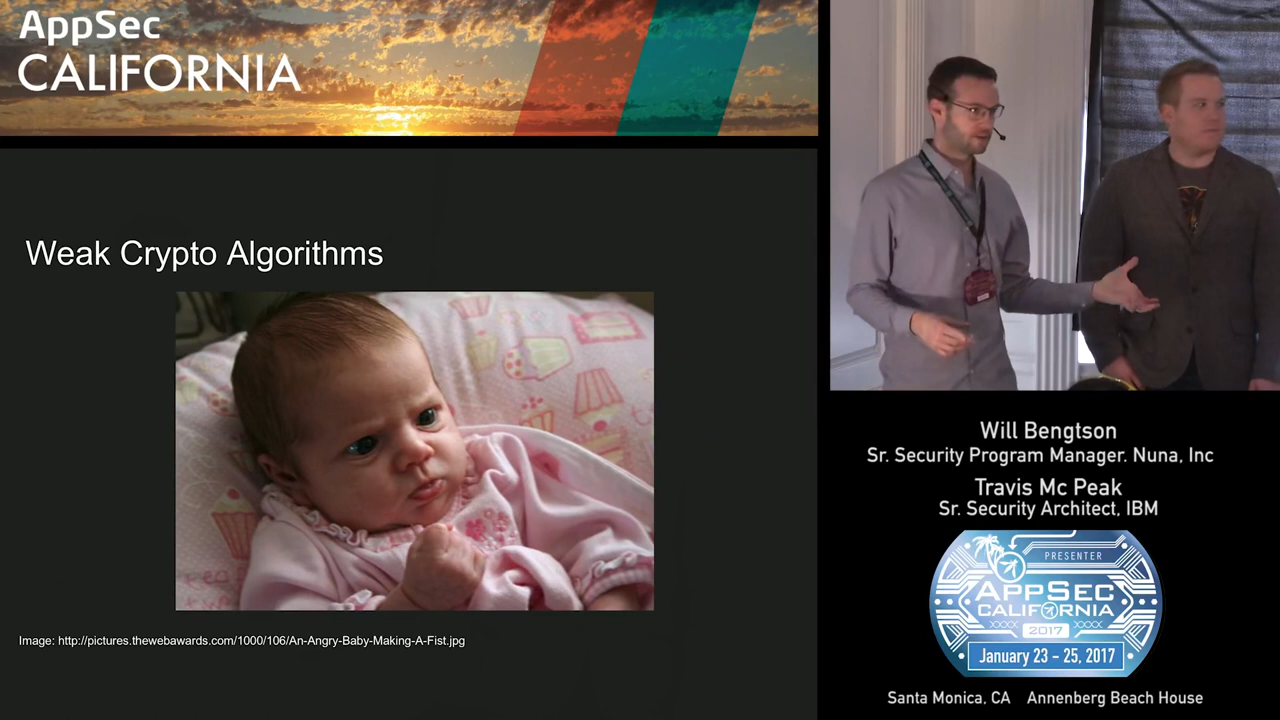 AppSec
CALIFORNIA
Weak Crypto Algorithms
Image: http://pictures.thewebawards.com/1000/106/An-Angry-Baby-Making-A-Fist.jpg
Will Bengtson
Sr. Security Program Manager. Nuna, Inc
Travis Mc Peak
Sr. Security Architect, IBM
PRESENTER
APPSEC
CALIFORNIA
2017
January 23 - 25, 2017
Santa Monica, CA Annenberg Beach House